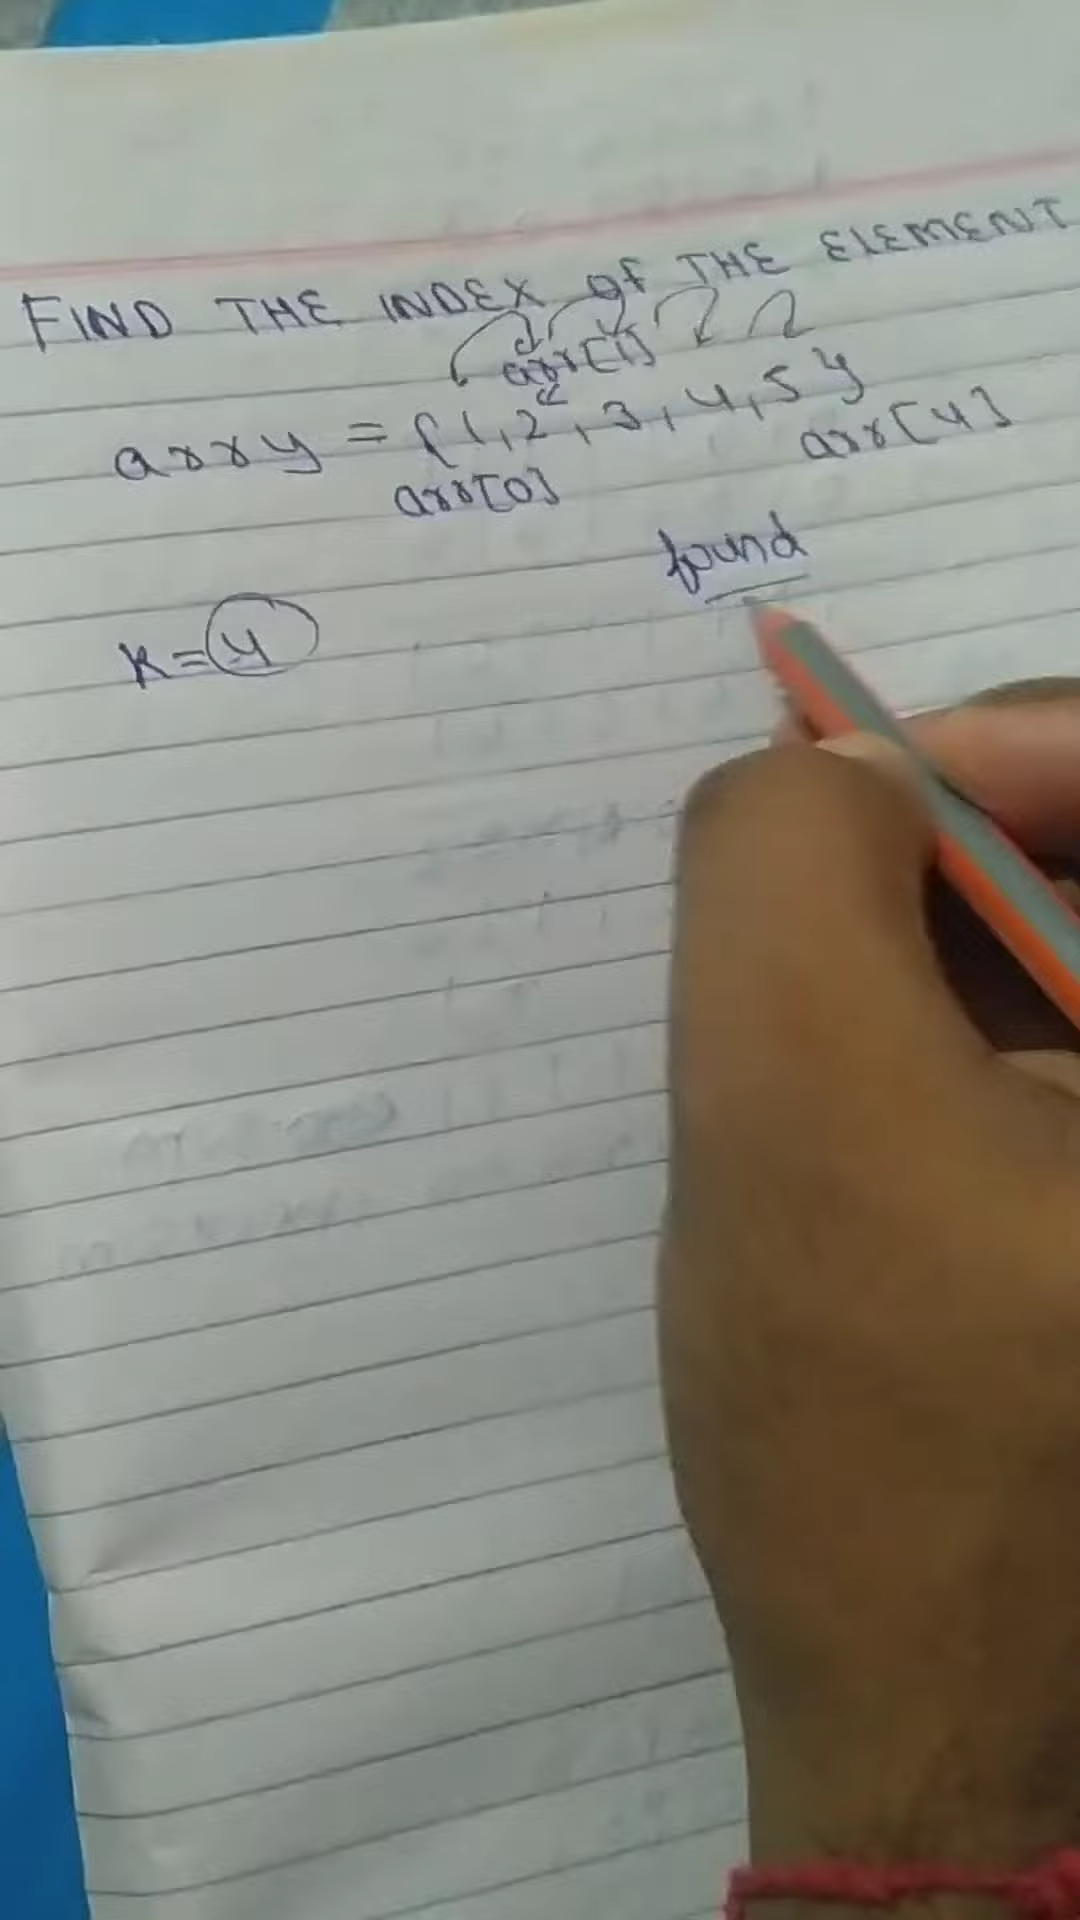 FIND THE INDEX Of THE ELEMENT
arr[1]
arry = {1,2,3,4,5}
arr[0] arr[4]
found
K=4